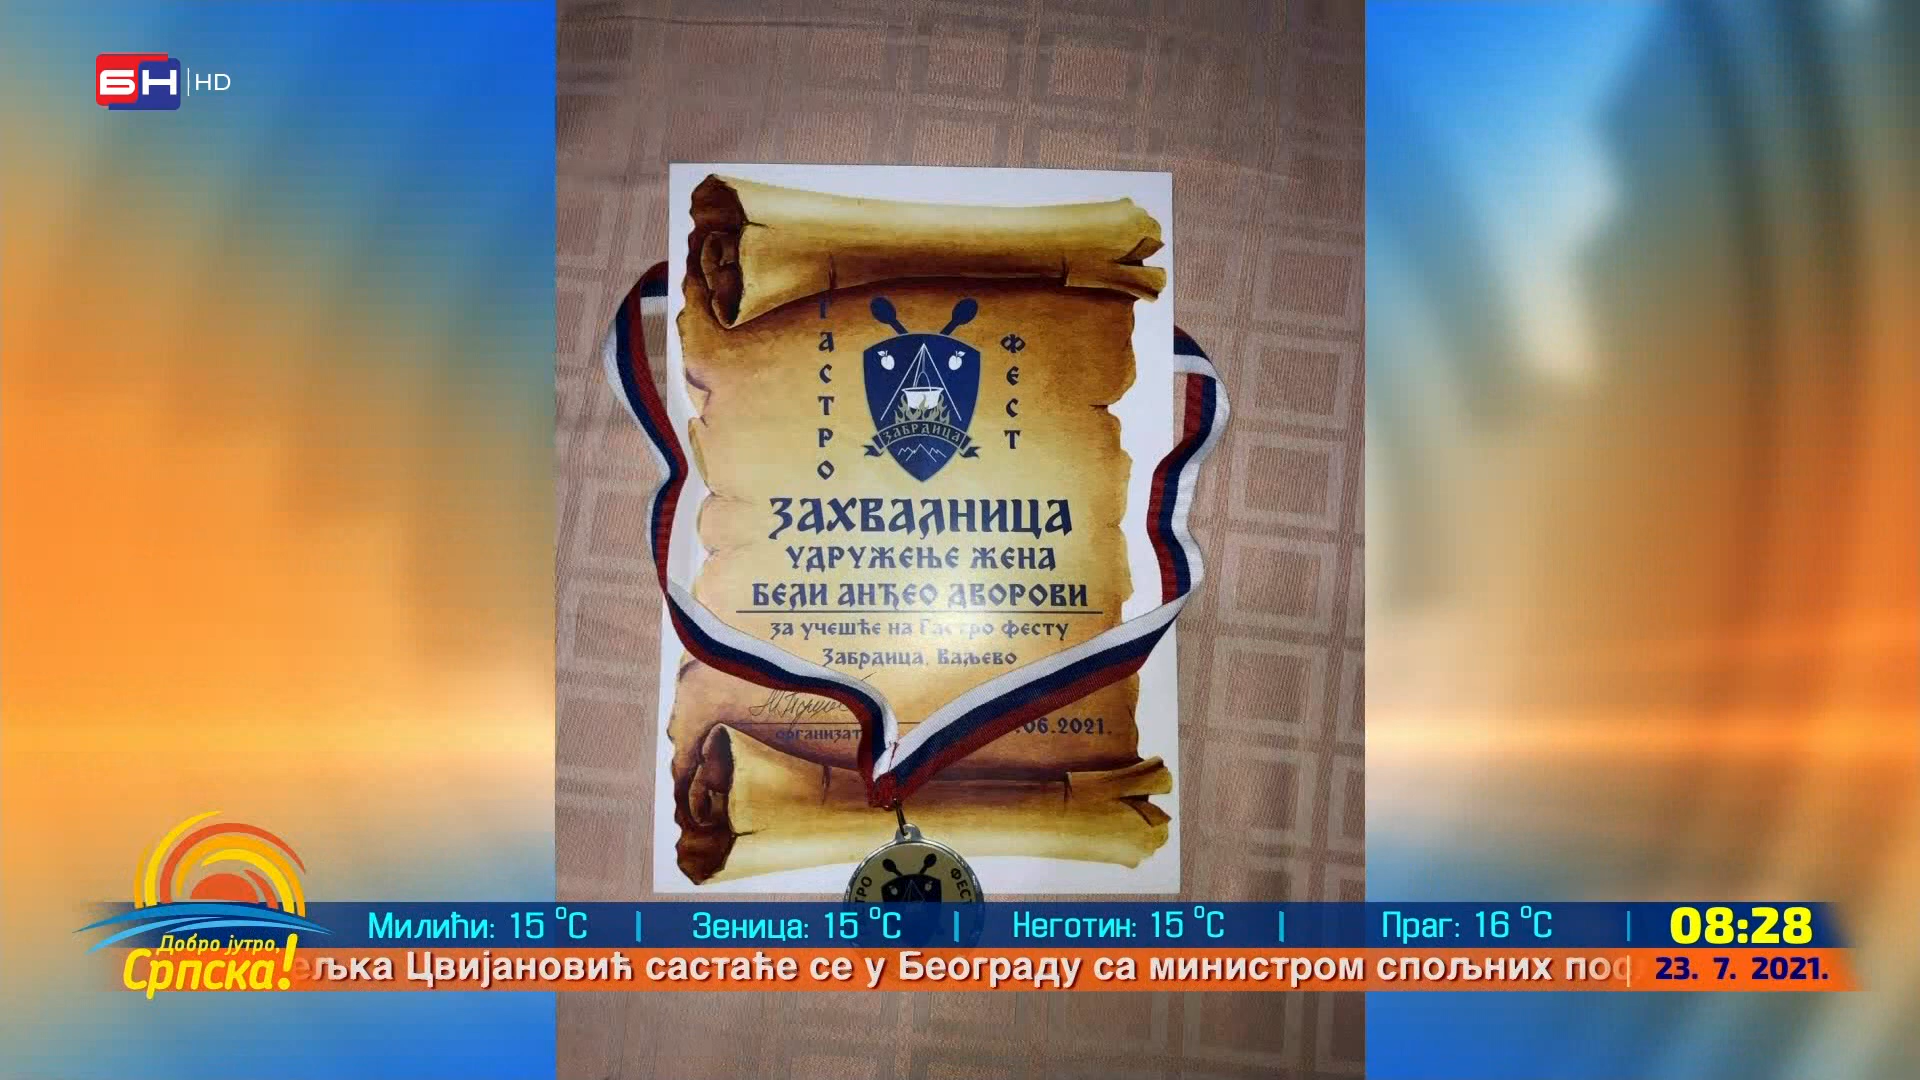 БН HD
ГАСТРО
ФЕСТ
ЗАБРДИЦА
ЗАХВАЛНИЦА
УДРУЖЕЊЕ ЖЕНА
БЕЛИ АНЂЕО ДВОРОВИ
за учешће на Гастро фесту
Забрдица, Ваљево
.06.2021.
Милићи: 15 °C | Зеница: 15 °C | Неготин: 15 °C | Праг: 16 °C | 08:28
Добро јутро,
Српска!
ељка Цвијановић састаће се у Београду са министром спољних
23. 7. 2021.